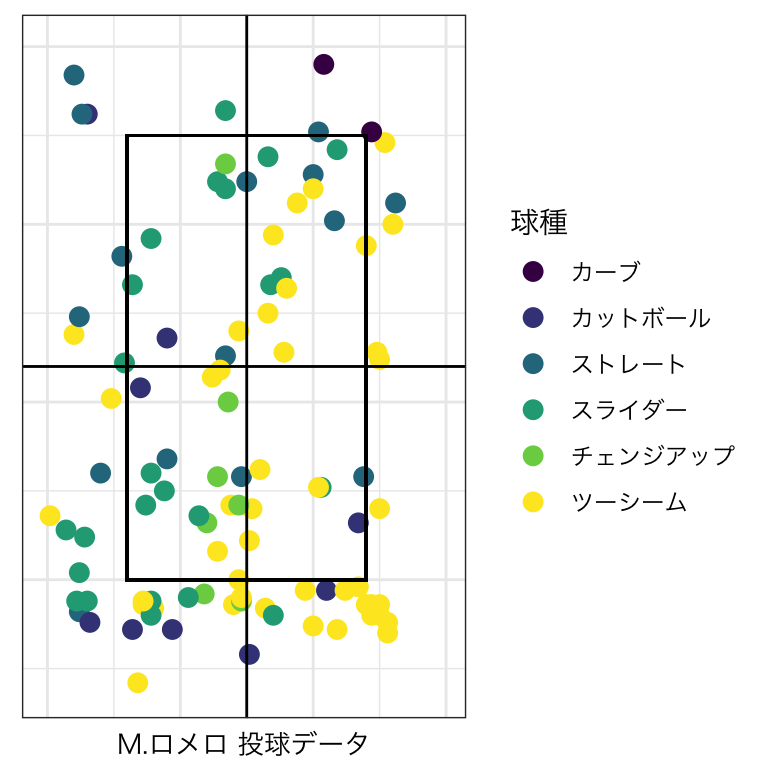 球種
カーブ
カットボール
ストレート
スライダー
チェンジアップ
ツーシーム
M.ロメロ 投球データ